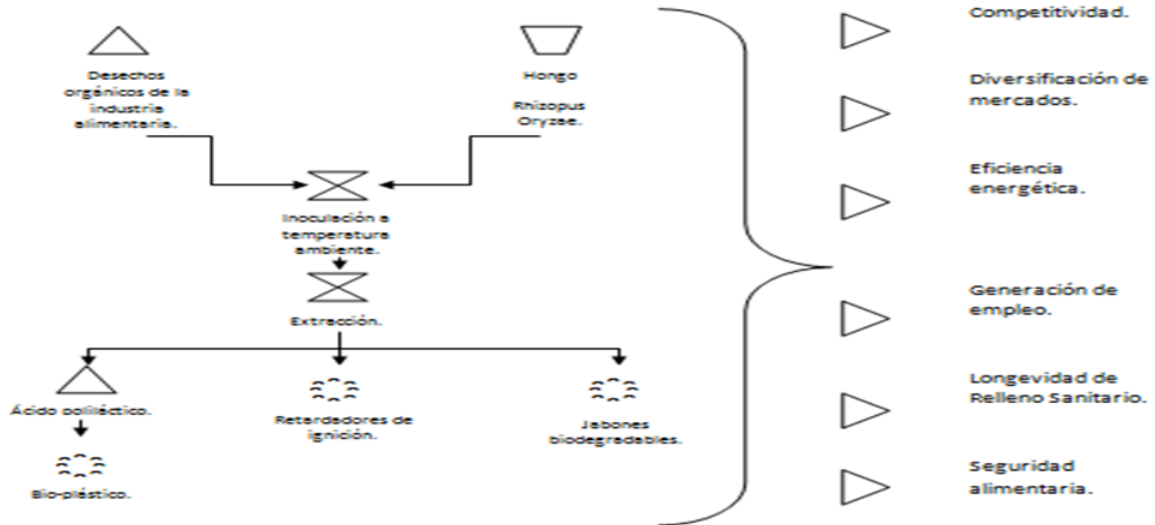 Desechos
orgánicos de la
industria
alimentaria.
Hongo
Rhizopus
Oryzae.
Inoculación a
temperatura
ambiente.
Extracción.
Ácido poliláctico.
Retardadores de
ignición.
Jabones
biodegradables.
Bio-plástico.
Competitividad.
Diversificación de
mercados.
Eficiencia
energética.
Generación de
empleo.
Longevidad de
Relleno Sanitario.
Seguridad
alimentaria.